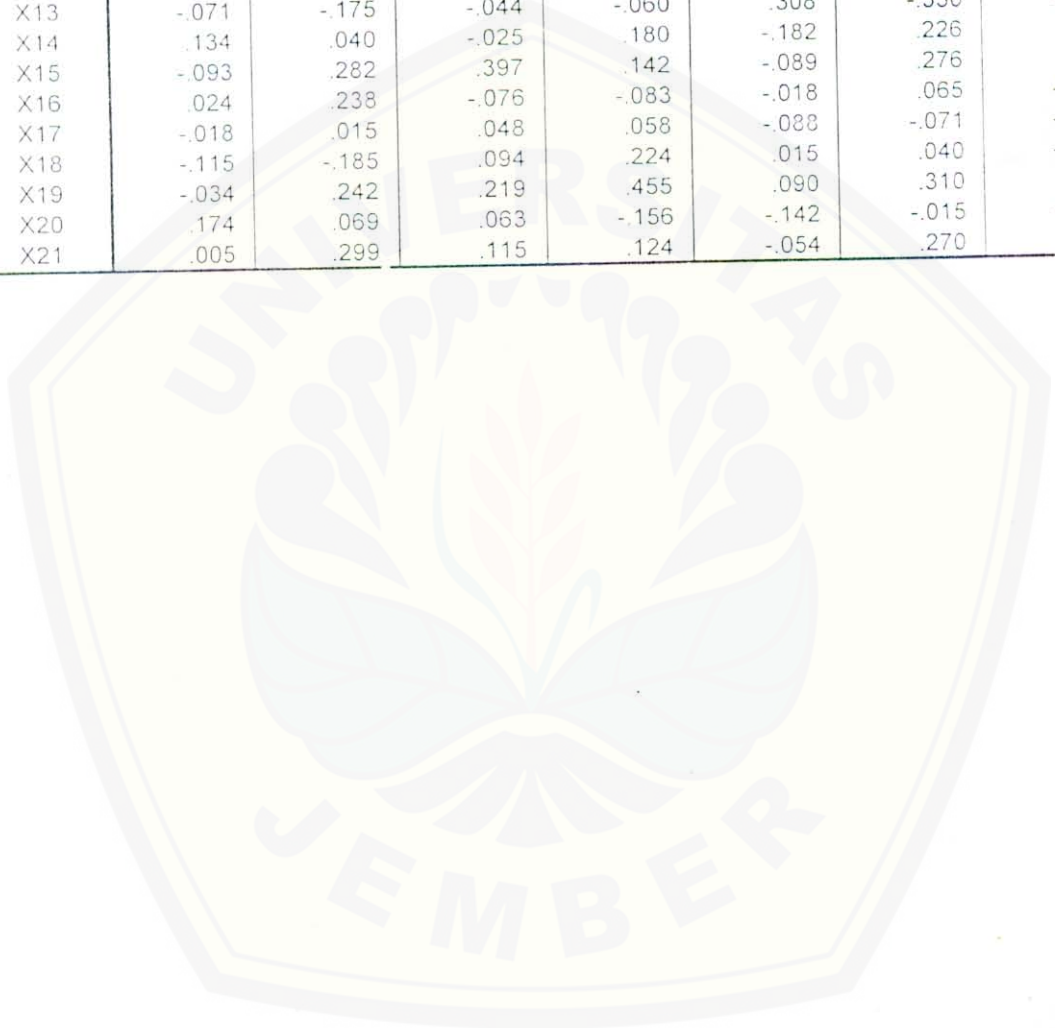 X13 -.071 -.175 -.044 -.060 .308
X14 .134 .040 -.025 .180 -.182 .226
X15 -.093 .282 .397 .142 -.089 .276
X16 .024 .238 -.076 -.083 -.018 .065
X17 -.018 .015 .048 .058 -.088 -.071
X18 -.115 -.185 .094 .224 .015 .040
X19 -.034 .242 .219 .455 .090 .310
X20 .174 .069 .063 -.156 -.142 -.015
X21 .005 .299 .115 .124 -.054 .270
UNIVERSITAS
JEMBER